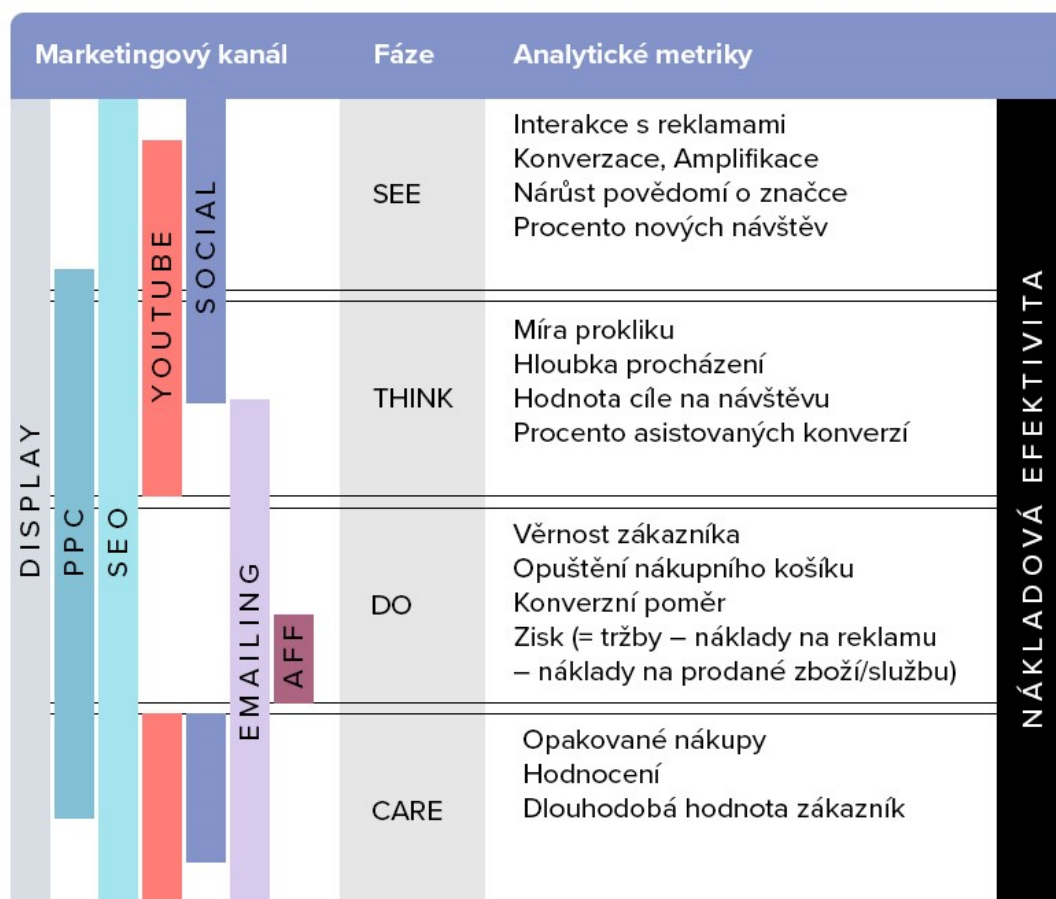 Marketingový kanál
Fáze
Analytické metriky
DISPLAY
PPC
SEO
YOUTUBE
SOCIAL
EMAILING
AFF
SEE
Interakce s reklamami
Konverzace, Amplifikace
Nárůst povědomí o značce
Procento nových návštěv
THINK
Míra prokliku
Hloubka procházení
Hodnota cíle na návštěvu
Procento asistovaných konverzí
DO
Věrnost zákazníka
Opuštění nákupního košíku
Konverzní poměr
Zisk (= tržby – náklady na reklamu
– náklady na prodané zboží/službu)
CARE
Opakované nákupy
Hodnocení
Dlouhodobá hodnota zákazník
NÁKLADOVÁ EFEKTIVITA